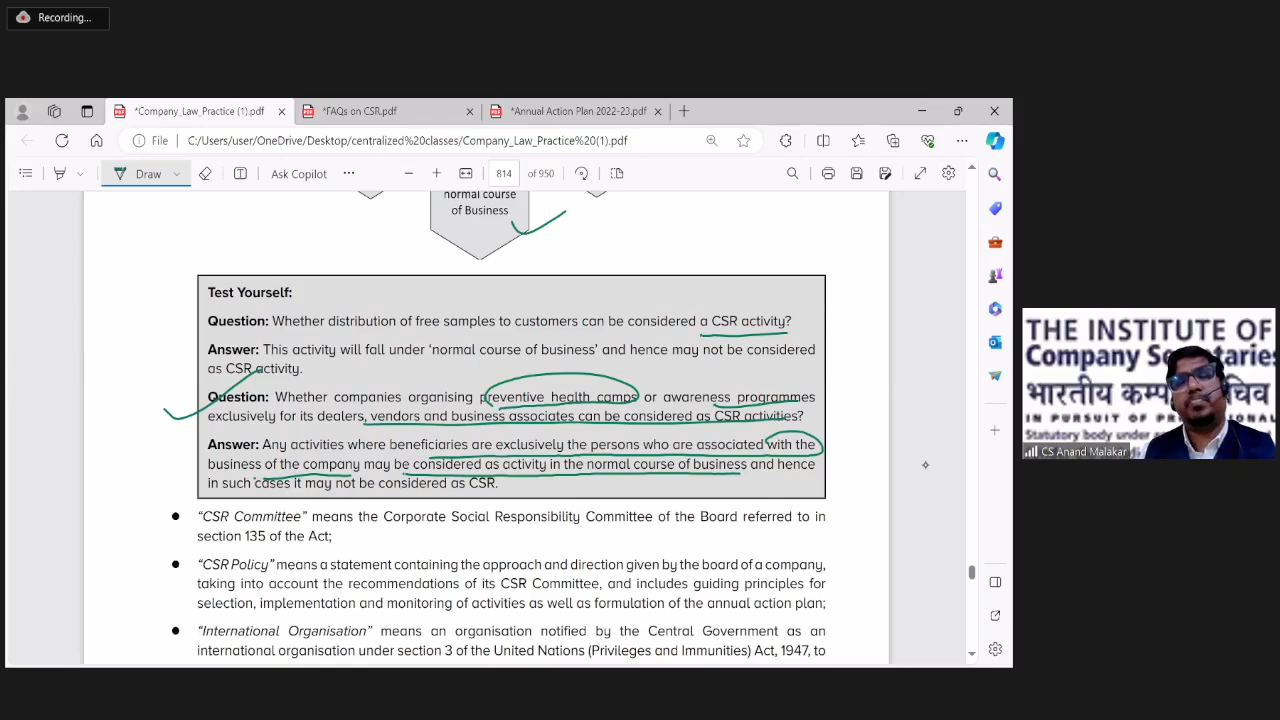 Recording...
*Company_Law_Practice (1).pdf
*FAQs on CSR.pdf
*Annual Action Plan 2022-23.pdf
File
C:/Users/user/OneDrive/Desktop/centralized%20classes/Company_Law_Practice%20(1).pdf
Draw
Ask Copilot
814
of 950
normal course
of Business
Test Yourself:
Question: Whether distribution of free samples to customers can be considered a CSR activity?
Answer: This activity will fall under ‘normal course of business’ and hence may not be considered
as CSR activity.
Question: Whether companies organising preventive health camps or awareness programmes
exclusively for its dealers, vendors and business associates can be considered as CSR activities?
Answer: Any activities where beneficiaries are exclusively the persons who are associated with the
business of the company may be considered as activity in the normal course of business and hence
in such cases it may not be considered as CSR.
● “CSR Committee” means the Corporate Social Responsibility Committee of the Board referred to in
section 135 of the Act;
● “CSR Policy” means a statement containing the approach and direction given by the board of a company,
taking into account the recommendations of its CSR Committee, and includes guiding principles for
selection, implementation and monitoring of activities as well as formulation of the annual action plan;
● “International Organisation” means an organisation notified by the Central Government as an
international organisation under section 3 of the United Nations (Privileges and Immunities) Act, 1947, to
THE INSTITUTE OF
Company
भारतीय
IN PURSUIT OF
Statutory body under
CS Anand Malakar